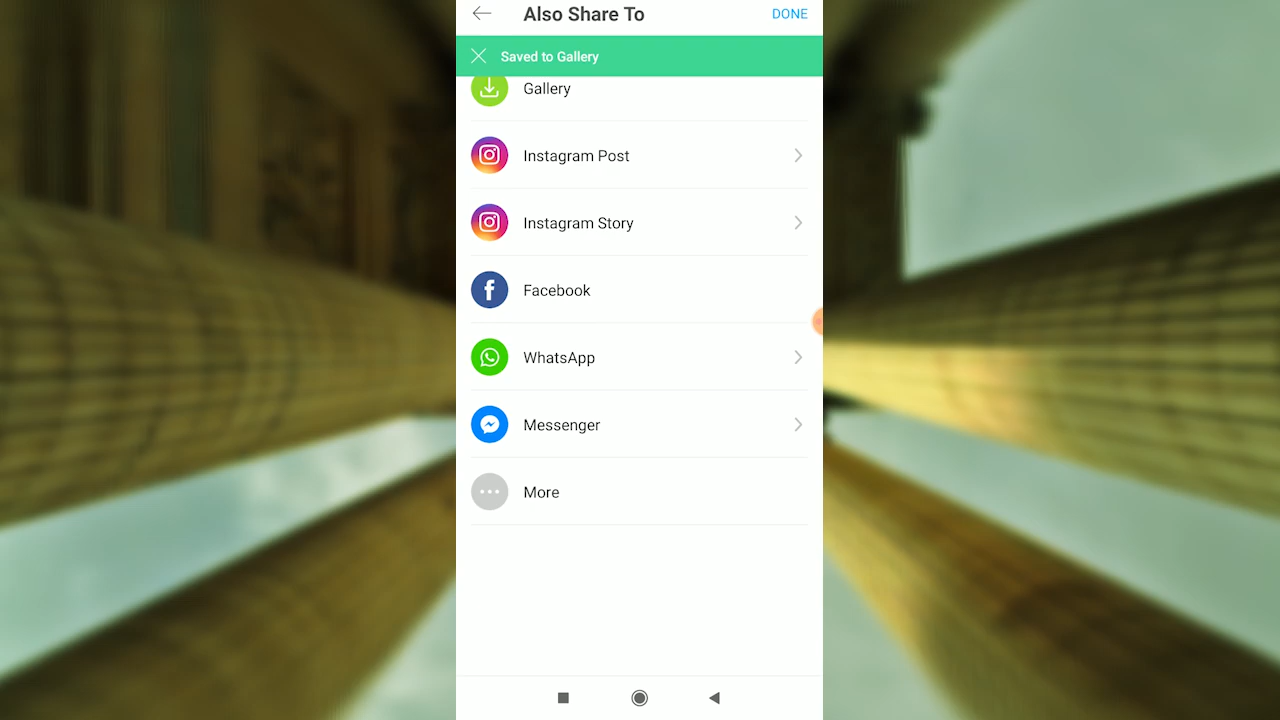 Also Share To
DONE
Saved to Gallery
Gallery
Instagram Post
Instagram Story
Facebook
WhatsApp
Messenger
More